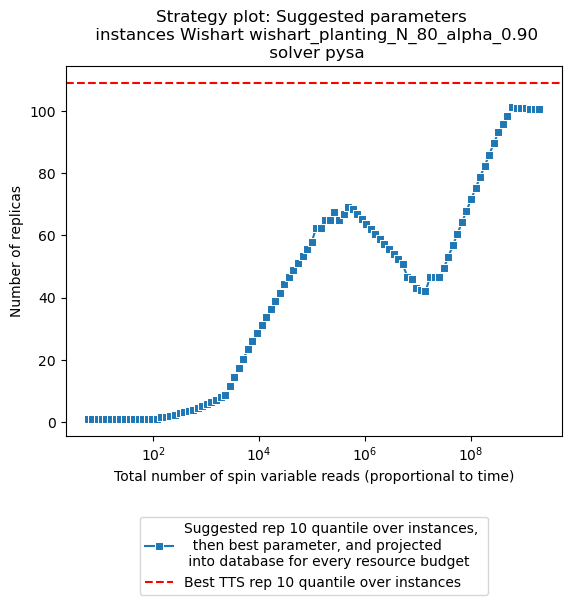 Strategy plot: Suggested parameters
instances Wishart wishart_planting_N_80_alpha_0.90
solver pysa
Number of replicas
100
80
60
40
20
0
10^2
10^4
10^6
10^8
Total number of spin variable reads (proportional to time)
Suggested rep 10 quantile over instances,
then best parameter, and projected
into database for every resource budget
Best TTS rep 10 quantile over instances